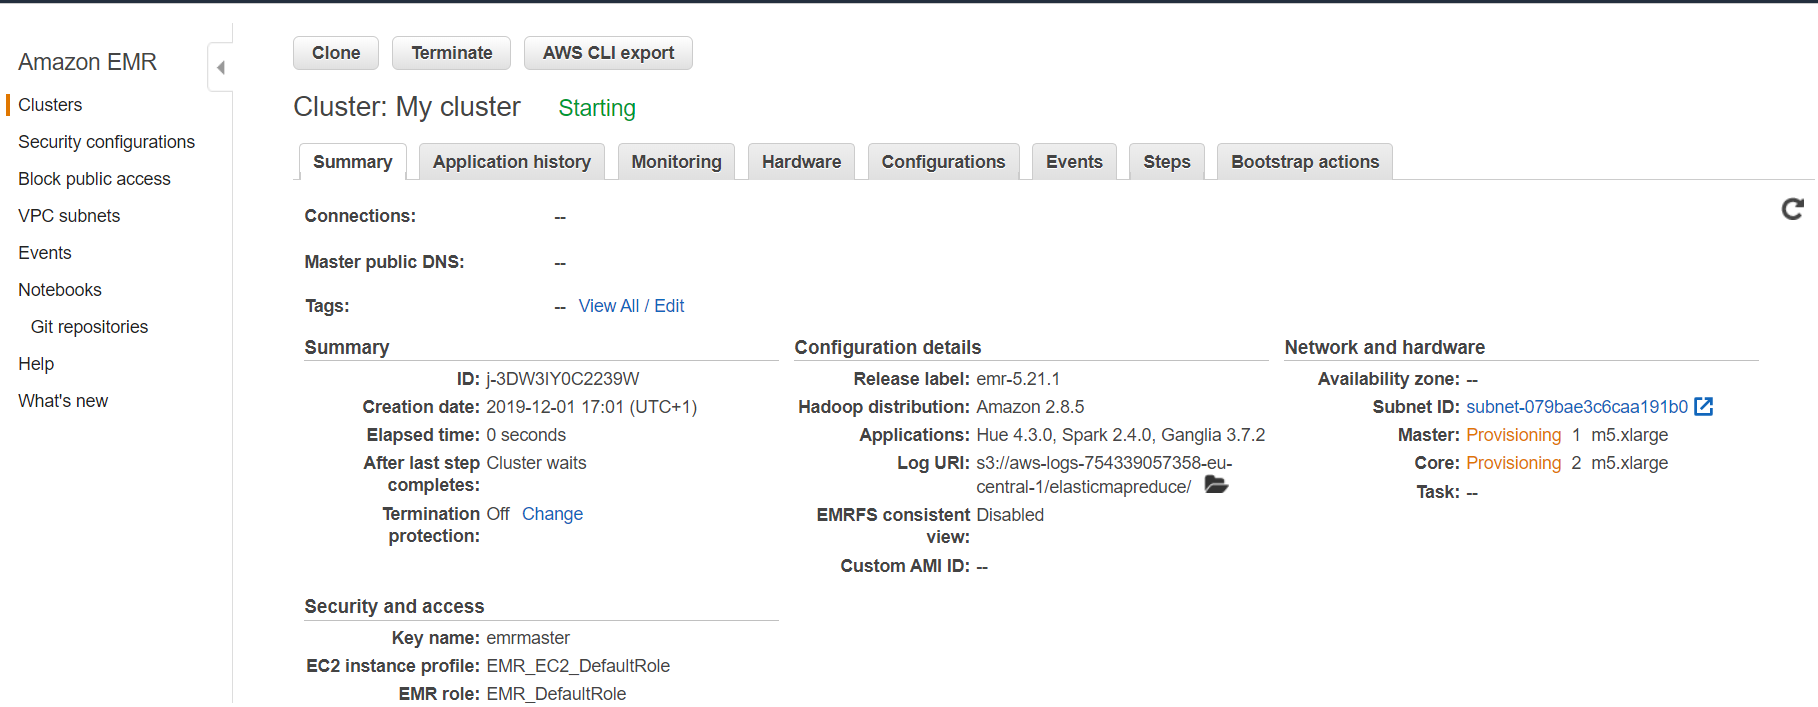 Amazon EMR
Clusters
Security configurations
Block public access
VPC subnets
Events
Notebooks
Git repositories
Help
What's new
Clone Terminate AWS CLI export
Cluster: My cluster Starting
Summary Application history Monitoring Hardware Configurations Events Steps Bootstrap actions
Connections: --
Master public DNS: --
Tags: -- View All / Edit
Summary
ID: j-3DW3IY0C2239W
Creation date: 2019-12-01 17:01 (UTC+1)
Elapsed time: 0 seconds
After last step Cluster waits
completes:
Termination Off Change
protection:
Configuration details
Release label: emr-5.21.1
Hadoop distribution: Amazon 2.8.5
Applications: Hue 4.3.0, Spark 2.4.0, Ganglia 3.7.2
Log URI: s3://aws-logs-754339057358-eu-
central-1/elasticmapreduce/
EMRFS consistent Disabled
view:
Custom AMI ID: --
Network and hardware
Availability zone: --
Subnet ID: subnet-079bae3c6caa191b0
Master: Provisioning 1 m5.xlarge
Core: Provisioning 2 m5.xlarge
Task: --
Security and access
Key name: emrmaster
EC2 instance profile: EMR_EC2_DefaultRole
EMR role: EMR_DefaultRole